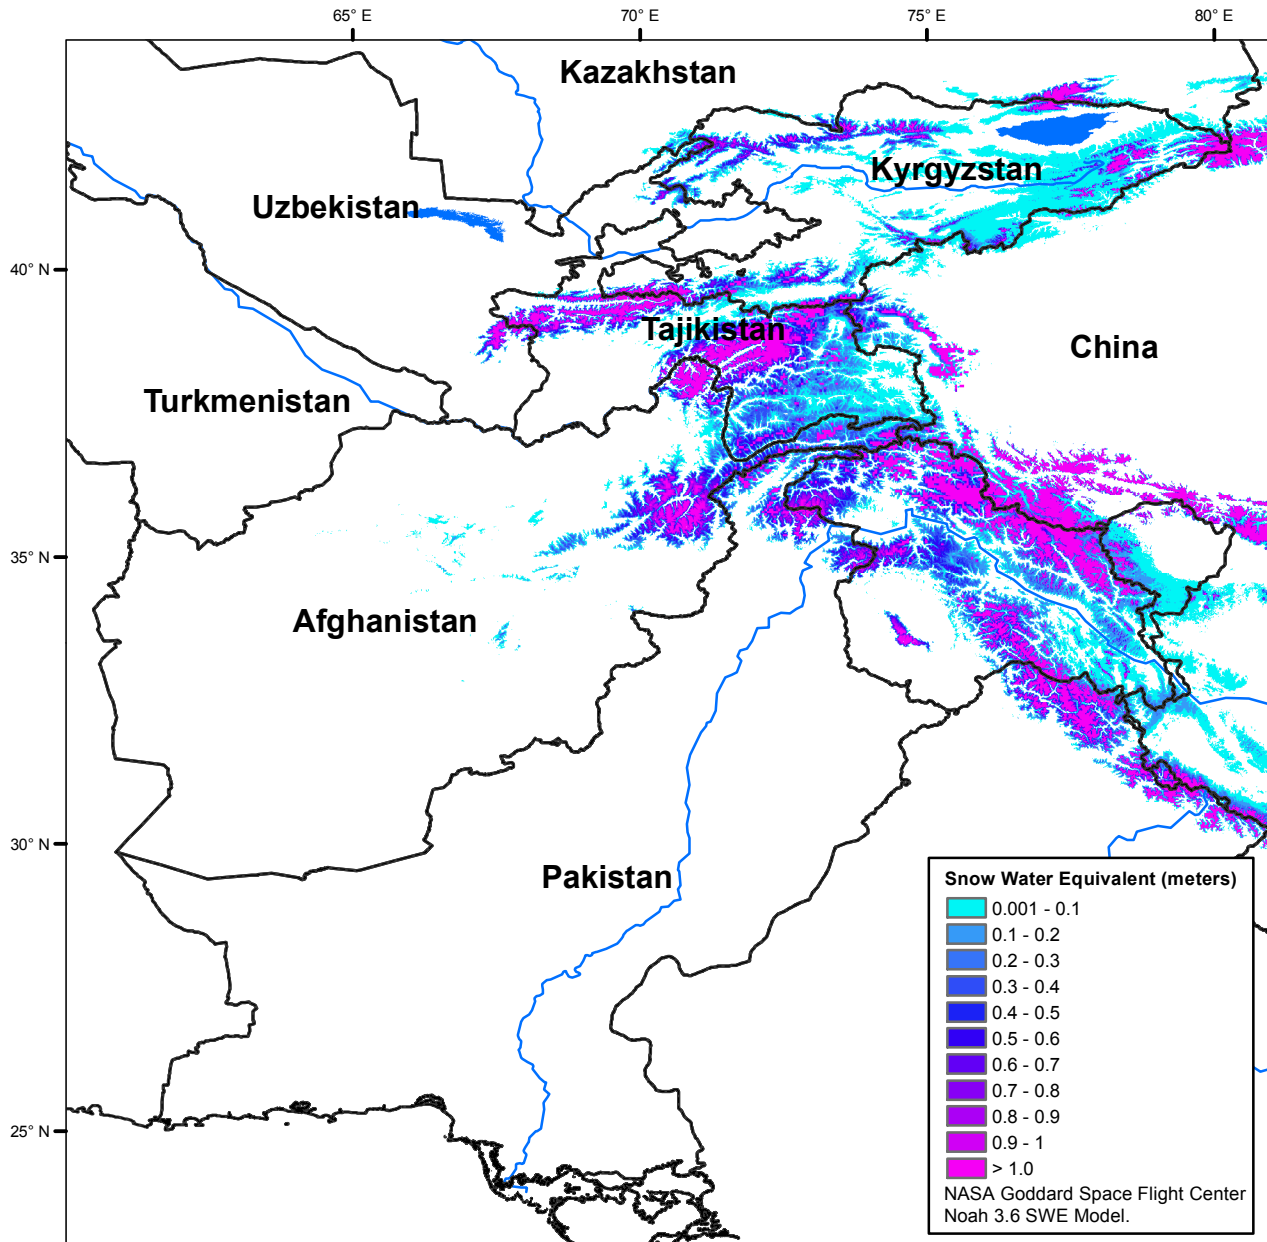 65° E
70° E
75° E
80° E
Kazakhstan
Kyrgyzstan
Uzbekistan
40° N
Tajikistan
China
Turkmenistan
35° N
Afghanistan
30° N
Pakistan
25° N
Snow Water Equivalent (meters)
0.001 - 0.1
0.1 - 0.2
0.2 - 0.3
0.3 - 0.4
0.4 - 0.5
0.5 - 0.6
0.6 - 0.7
0.7 - 0.8
0.8 - 0.9
0.9 - 1
> 1.0
NASA Goddard Space Flight Center
Noah 3.6 SWE Model.